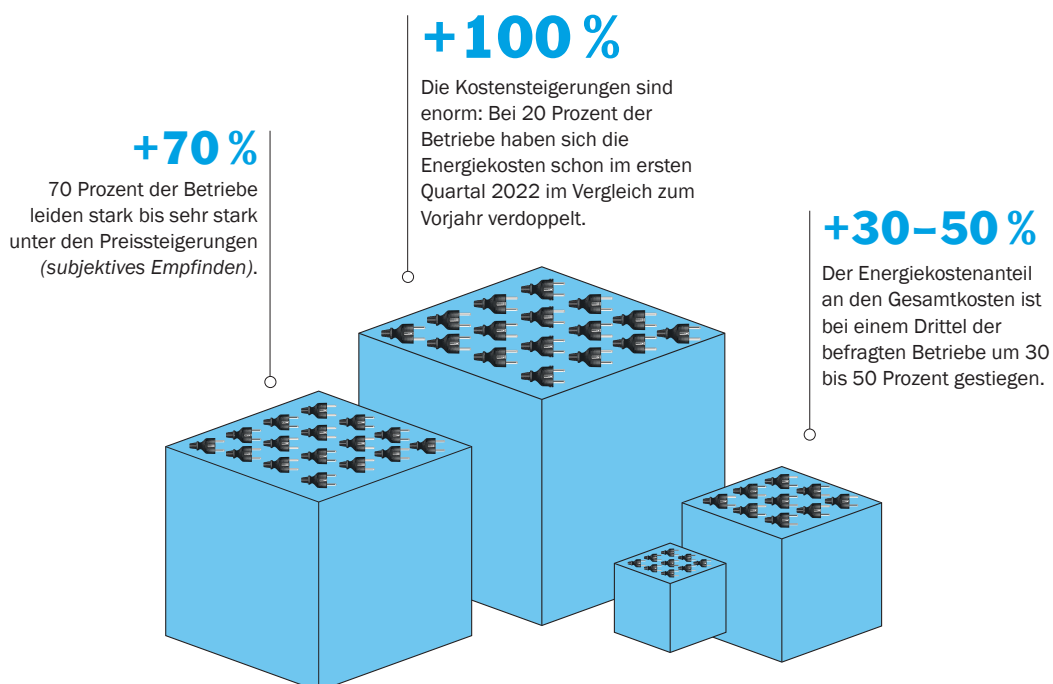 +70 %
70 Prozent der Betriebe
leiden stark bis sehr stark
unter den Preissteigerungen
(subjektives Empfinden).
+100 %
Die Kostensteigerungen sind
enorm: Bei 20 Prozent der
Betriebe haben sich die
Energiekosten schon im ersten
Quartal 2022 im Vergleich zum
Vorjahr verdoppelt.
+30–50 %
Der Energiekostenanteil
an den Gesamtkosten ist
bei einem Drittel der
befragten Betriebe um 30
bis 50 Prozent gestiegen.